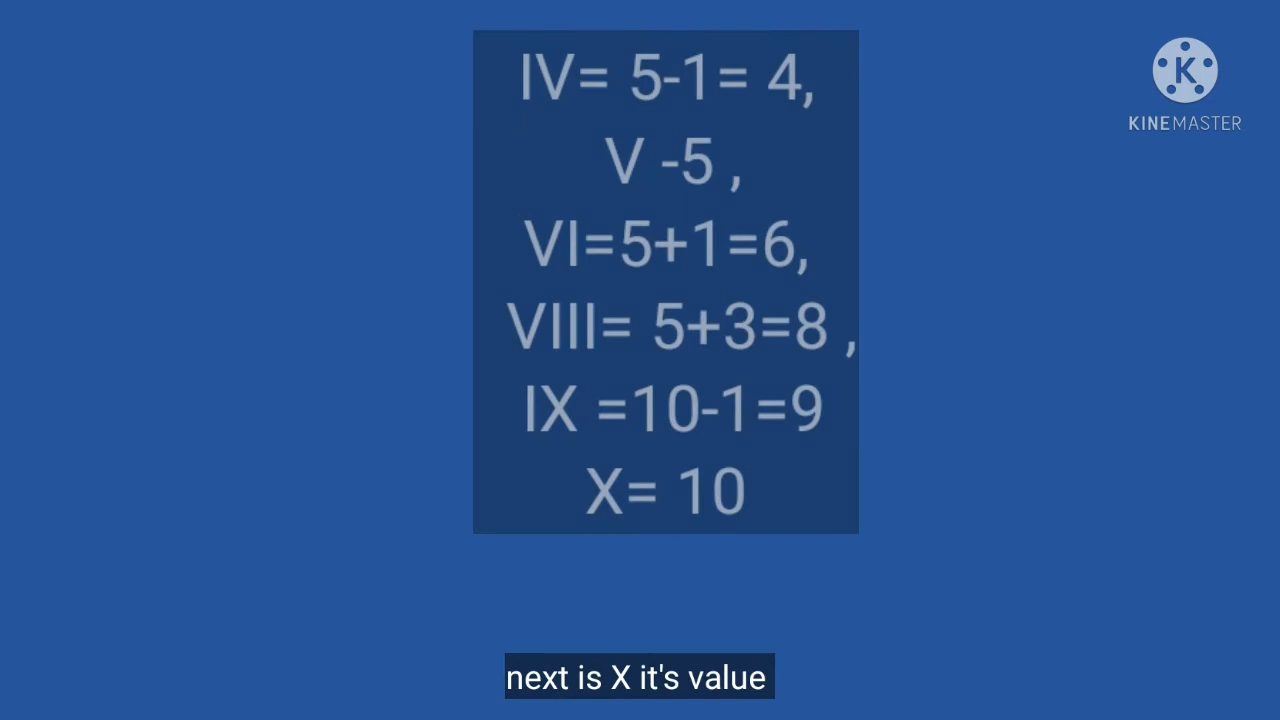 IV= 5-1= 4,
V -5 ,
VI=5+1=6,
VIII= 5+3=8 ,
IX =10-1=9
X= 10
K
KINEMASTER
next is X it's value